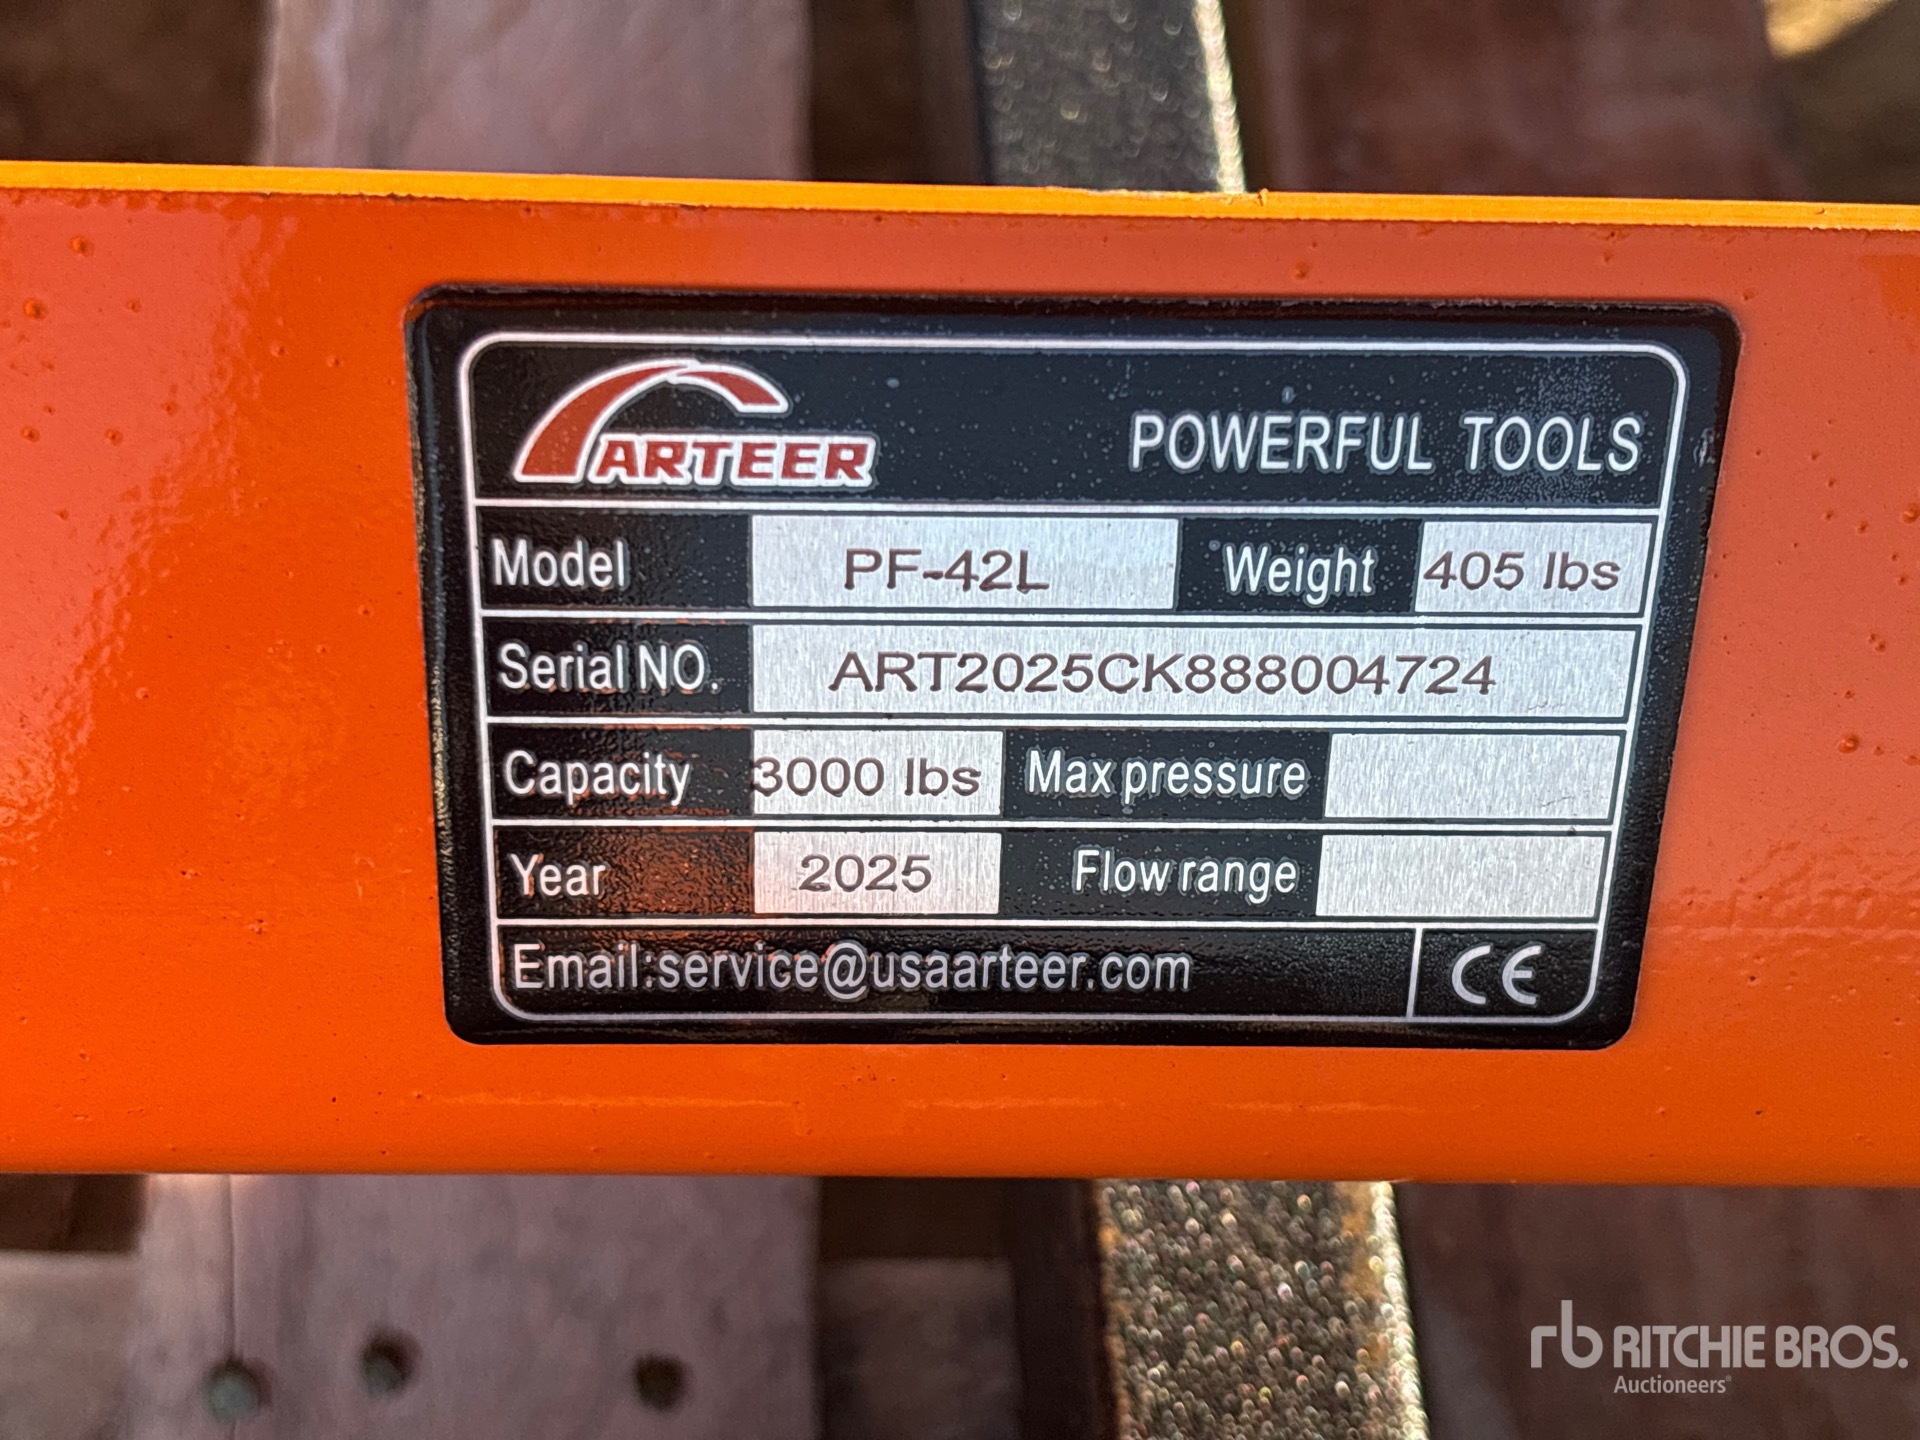 ARTEER POWERFUL TOOLS
Model PF-42L Weight 405 lbs
Serial NO. ART2025CK888004724
Capacity 3000 lbs Max pressure
Year 2025 Flow range
Email:service@usaarteer.com CE
rb RITCHIE BROS.
Auctioneers